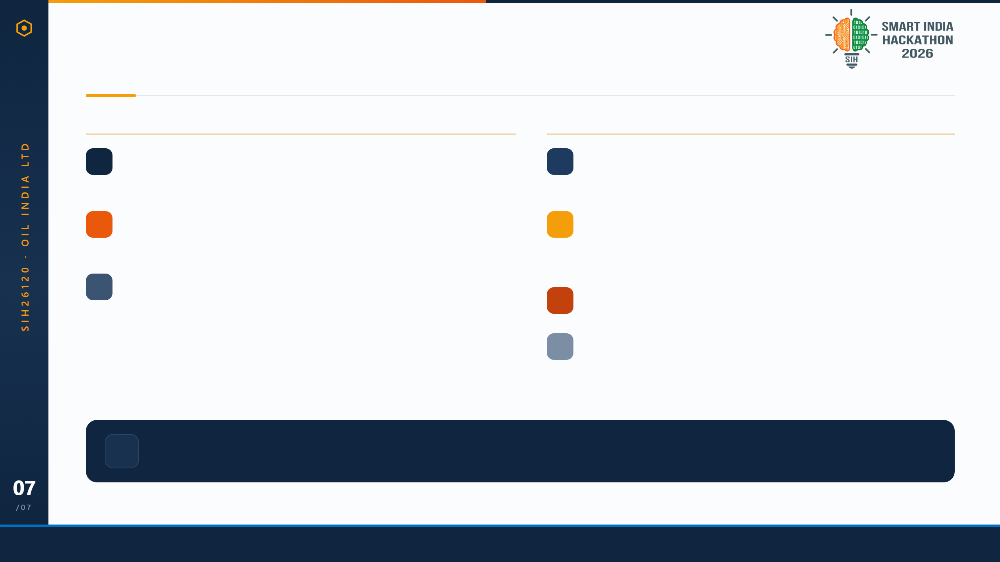 SMART INDIA
HACKATHON
2026
SIH
SIH26120 · OIL INDIA LTD
07
/07